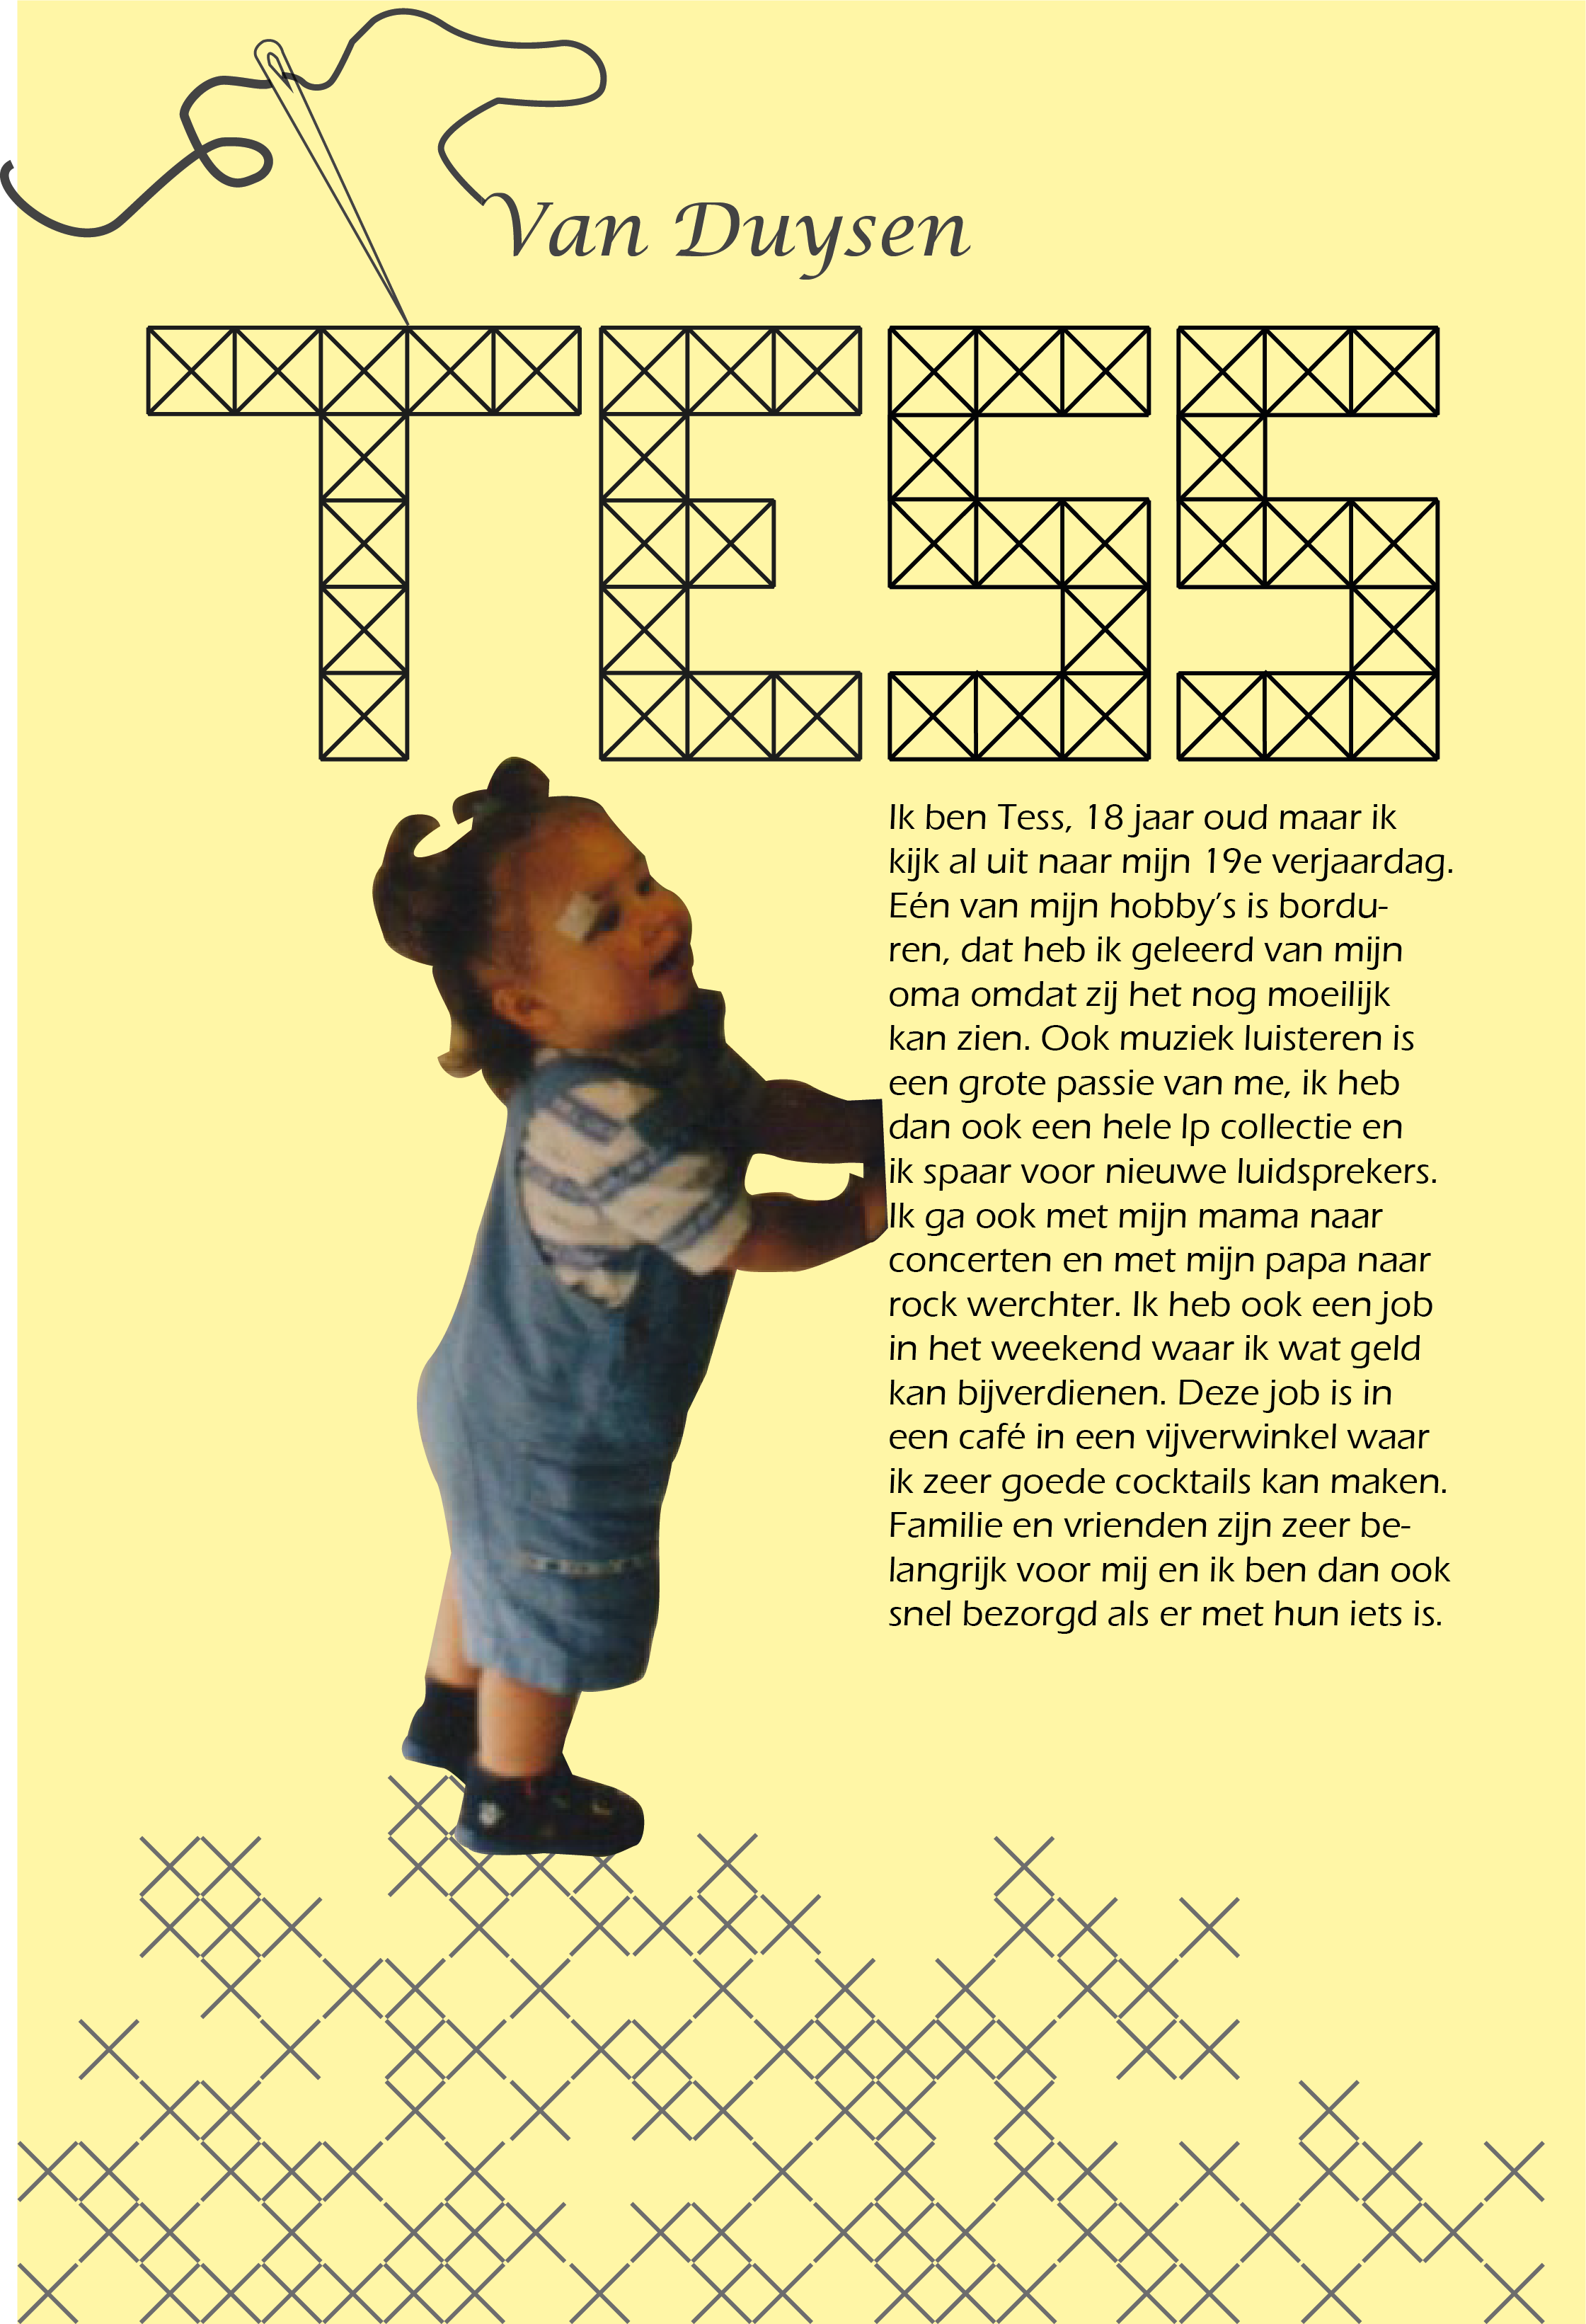 Van Duysen
TESS
Ik ben Tess, 18 jaar oud maar ik
kijk al uit naar mijn 19e verjaardag.
Eén van mijn hobby's is bordu-
ren, dat heb ik geleerd van mijn
oma omdat zij het nog moeilijk
kan zien. Ook muziek luisteren is
een grote passie van me, ik heb
dan ook een hele lp collectie en
ik spaar voor nieuwe luidsprekers.
Ik ga ook met mijn mama naar
concerten en met mijn papa naar
rock werchter. Ik heb ook een job
in het weekend waar ik wat geld
kan bijverdienen. Deze job is in
een café in een vijverwinkel waar
ik zeer goede cocktails kan maken.
Familie en vrienden zijn zeer be-
langrijk voor mij en ik ben dan ook
snel bezorgd als er met hun iets is.